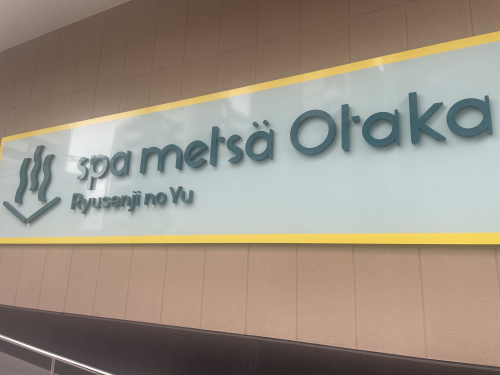 spa metsä Otaka
Ryusenji no Yu